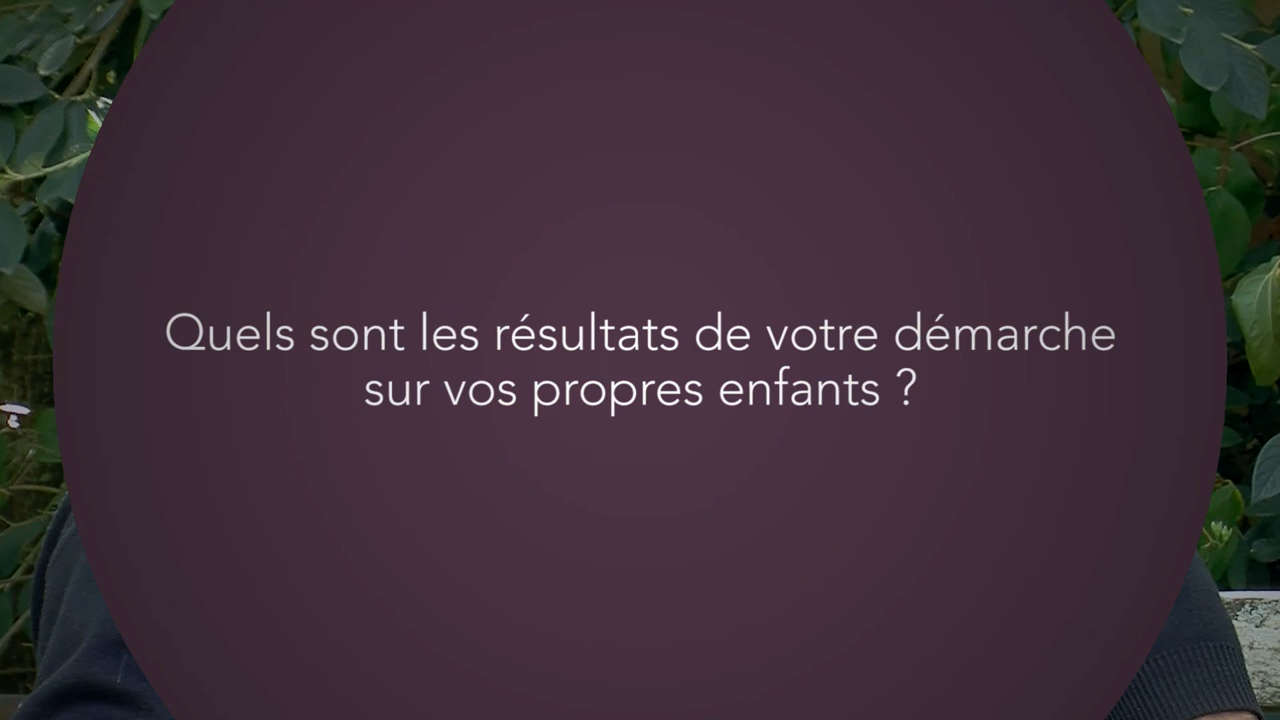 Quels sont les résultats de votre démarche
sur vos propres enfants ?